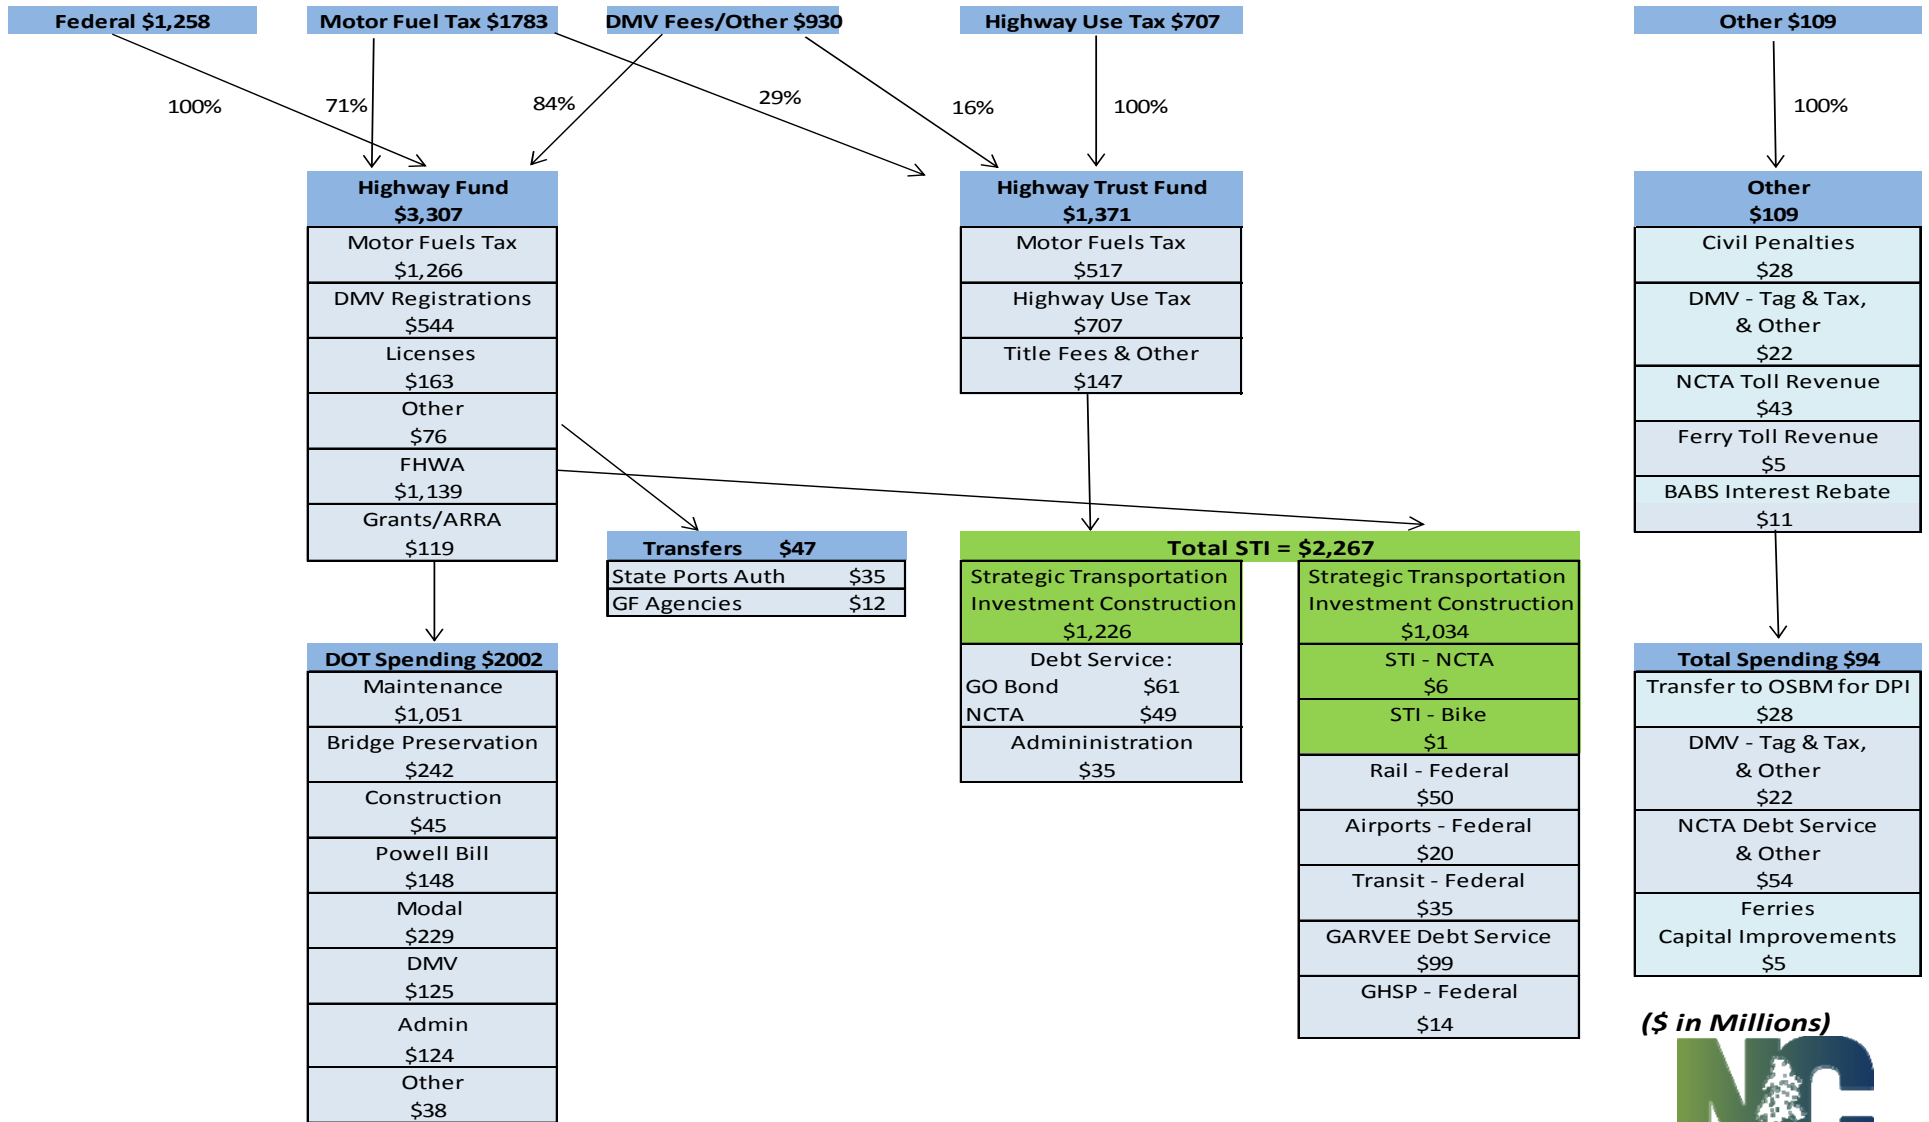 Federal $1,258
Motor Fuel Tax $1783
DMV Fees/Other $930
Highway Use Tax $707
Other $109
100%
71%
84%
29%
16%
100%
100%
Highway Fund
$3,307
Motor Fuels Tax
$1,266
DMV Registrations
$544
Licenses
$163
Other
$76
FHWA
$1,139
Grants/ARRA
$119
Highway Trust Fund
$1,371
Motor Fuels Tax
$517
Highway Use Tax
$707
Title Fees & Other
$147
Other
$109
Civil Penalties
$28
DMV - Tag & Tax,
& Other
$22
NCTA Toll Revenue
$43
Ferry Toll Revenue
$5
BABS Interest Rebate
$11
Transfers $47
State Ports Auth $35
GF Agencies $12
Total STI = $2,267
Strategic Transportation
Investment Construction
$1,226
Debt Service:
GO Bond $61
NCTA $49
Admininistration
$35
Strategic Transportation
Investment Construction
$1,034
STI - NCTA
$6
STI - Bike
$1
Rail - Federal
$50
Airports - Federal
$20
Transit - Federal
$35
GARVEE Debt Service
$99
GHSP - Federal
$14
DOT Spending $2002
Maintenance
$1,051
Bridge Preservation
$242
Construction
$45
Powell Bill
$148
Modal
$229
DMV
$125
Admin
$124
Other
$38
Total Spending $94
Transfer to OSBM for DPI
$28
DMV - Tag & Tax,
& Other
$22
NCTA Debt Service
& Other
$54
Ferries
Capital Improvements
$5
($ in Millions)
NC